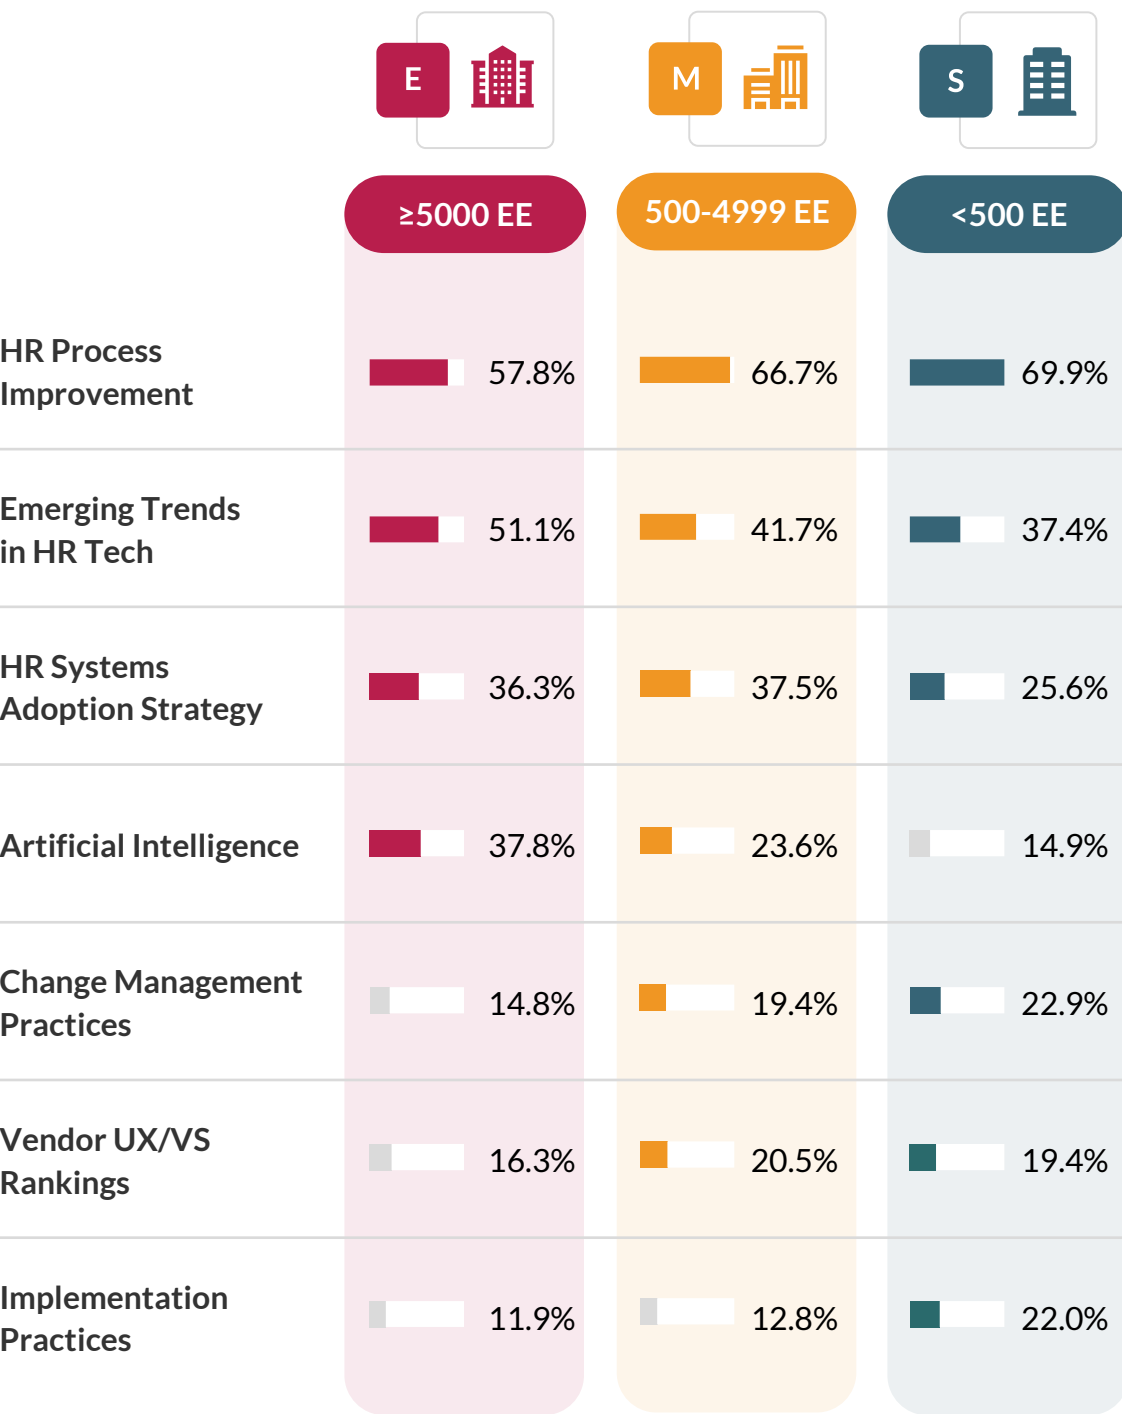 E
M
S
≥5000 EE
500-4999 EE
<500 EE
HR Process
Improvement
57.8%
66.7%
69.9%
Emerging Trends
in HR Tech
51.1%
41.7%
37.4%
HR Systems
Adoption Strategy
36.3%
37.5%
25.6%
Artificial Intelligence
37.8%
23.6%
14.9%
Change Management
Practices
14.8%
19.4%
22.9%
Vendor UX/VS
Rankings
16.3%
20.5%
19.4%
Implementation
Practices
11.9%
12.8%
22.0%